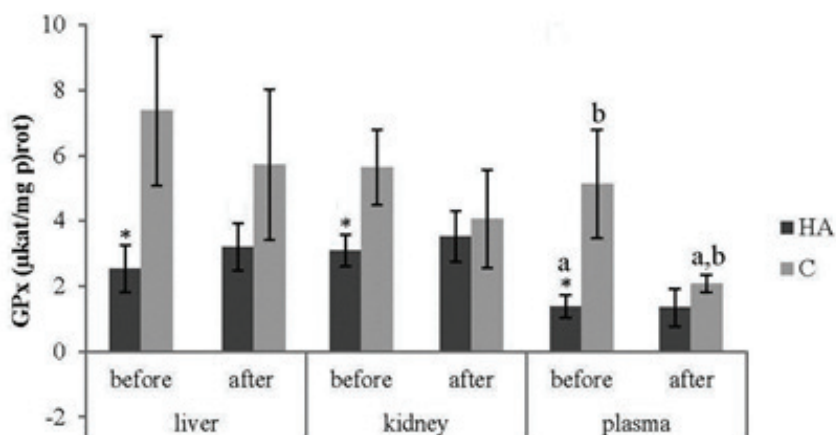 10
8
6
4
2
0
-2
GPx (µkat/mg p)rot)
*
*
a
*
b
a,b
HA
C
before after before after before after
liver kidney plasma